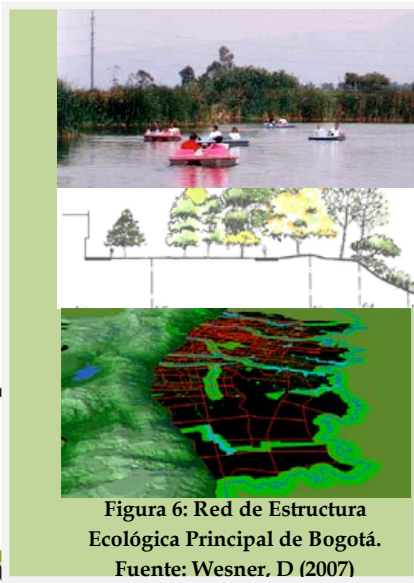 Figura 6: Red de Estructura
Ecológica Principal de Bogotá.
Fuente: Wesner, D (2007)